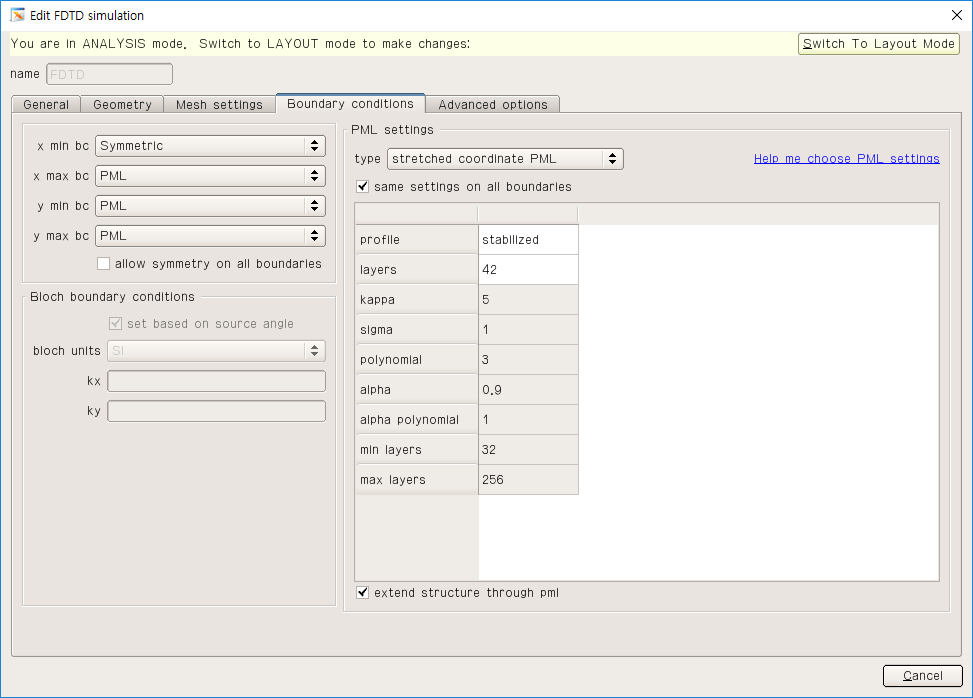 Edit FDTD simulation
You are in ANALYSIS mode. Switch to LAYOUT mode to make changes:
Switch To Layout Mode
name FDTD
General Geometry Mesh settings Boundary conditions Advanced options
x min bc Symmetric
x max bc PML
y min bc PML
y max bc PML
allow symmetry on all boundaries
Bloch boundary conditions
set based on source angle
bloch units SI
kx
ky
PML settings
type stretched coordinate PML
Help me choose PML settings
same settings on all boundaries
profile stabilized
layers 42
kappa 5
sigma 1
polynomial 3
alpha 0.9
alpha polynomial 1
min layers 32
max layers 256
extend structure through pml
Cancel